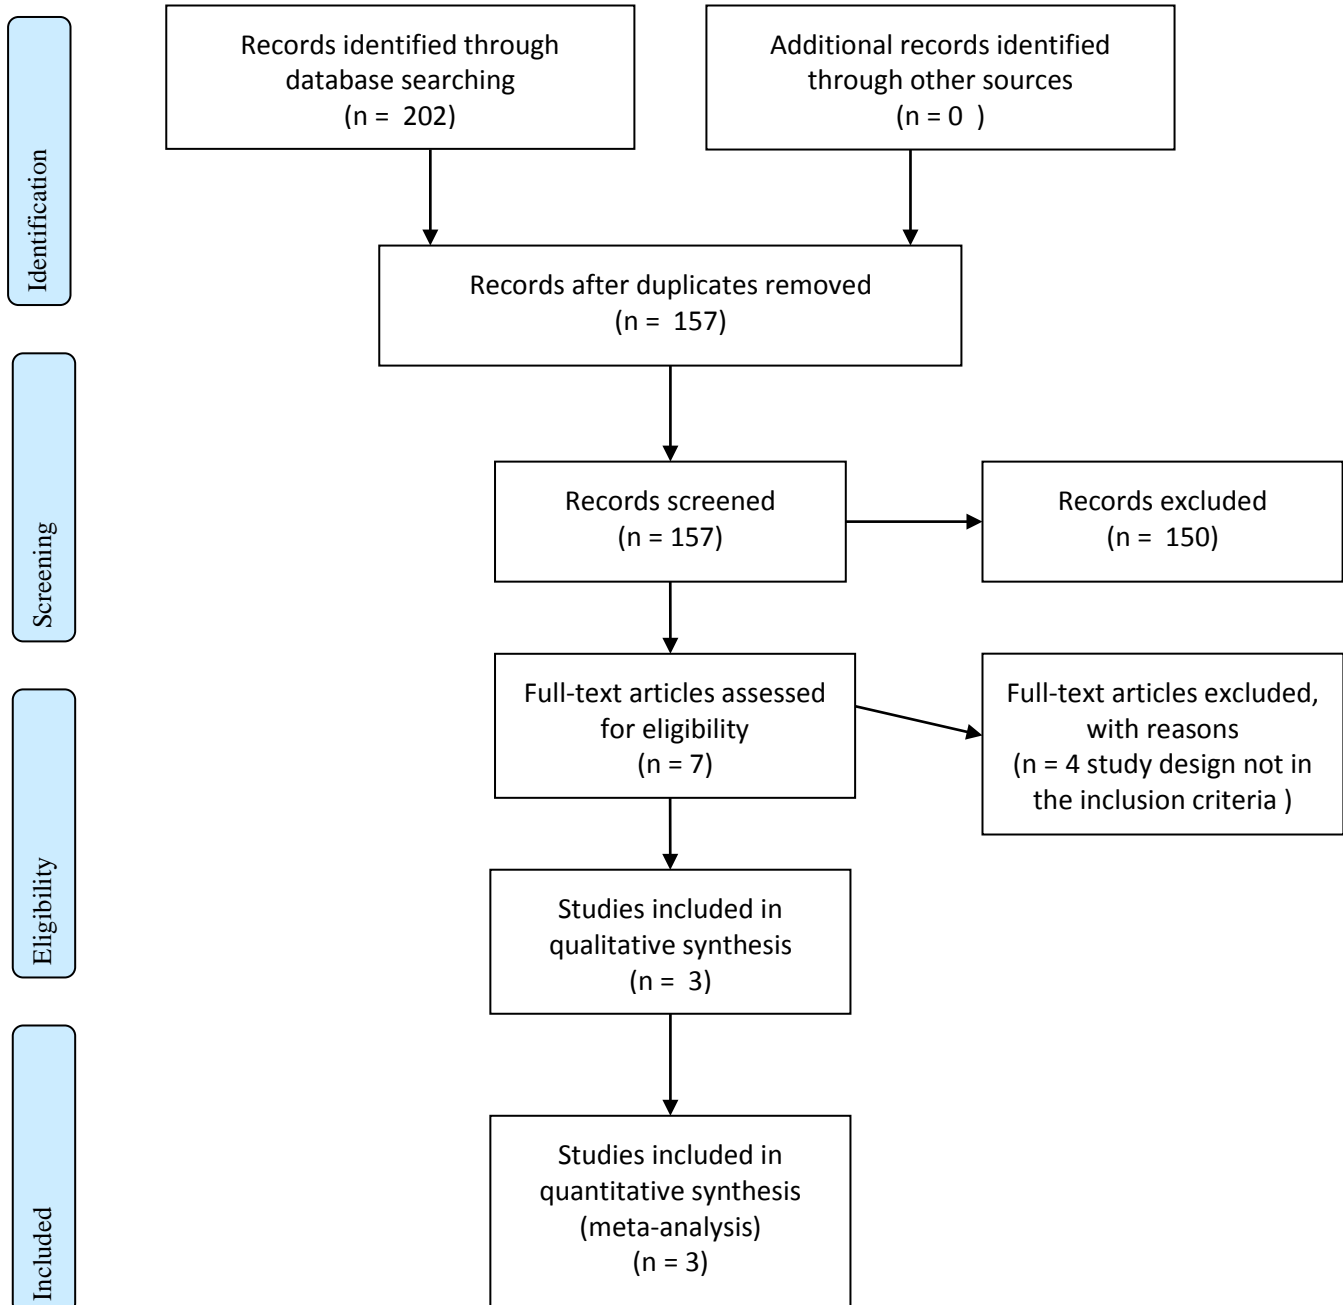 Identification
Records identified through
database searching
(n =  202)
Additional records identified
through other sources
(n = 0  )
Records after duplicates removed
(n =  157)
Screening
Records screened
(n = 157)
Records excluded
(n =  150)
Eligibility
Full-text articles assessed
for eligibility
(n = 7)
Full-text articles excluded,
with reasons
(n = 4 study design not in
the inclusion criteria )
Studies included in
qualitative synthesis
(n =  3)
Included
Studies included in
quantitative synthesis
(meta-analysis)
(n = 3)